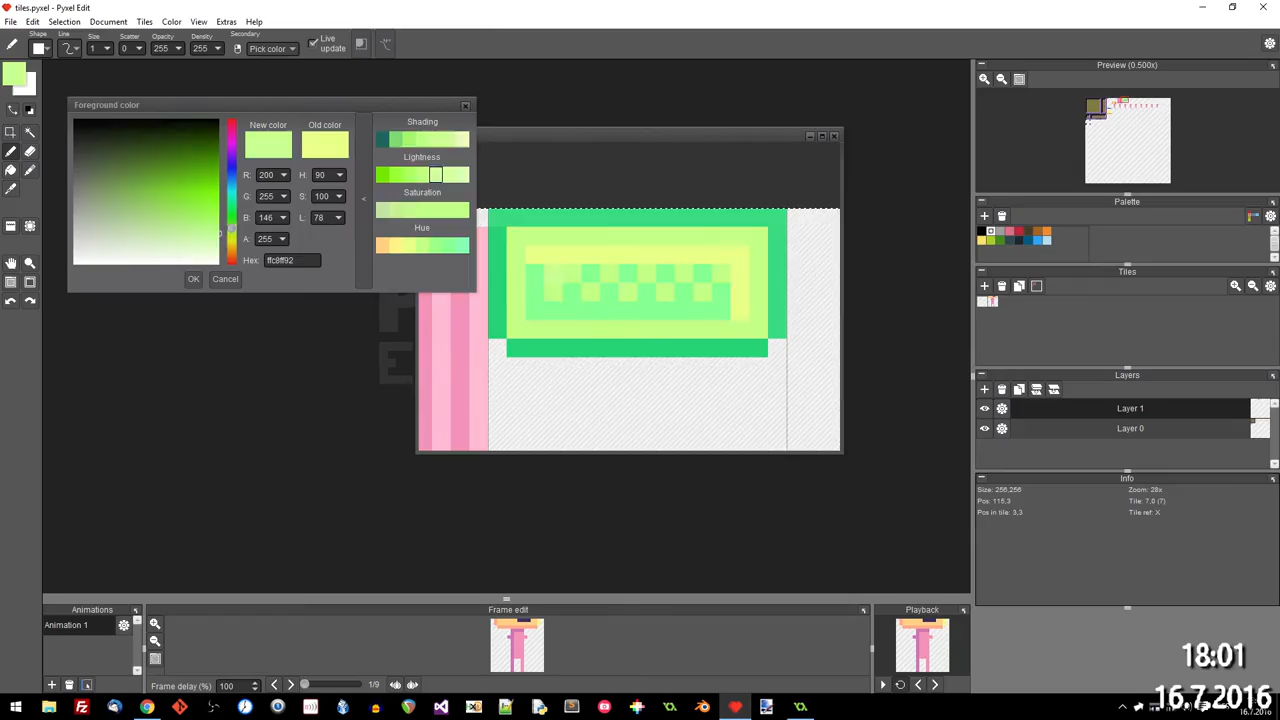 tiles.pyxel - Pyxel Edit
File Edit Selection Document Tiles Color View Extras Help
Shape Line Size Scatter Opacity Density Secondary
1 0 255 255 Pick color Live update
Foreground color
New color Old color
R: 200 H: 90
G: 255 S: 100
B: 146 L: 78
A: 255
Hex: ffc8ff92
OK Cancel
<
Shading
Lightness
Saturation
Hue
P
E
Preview (0.500x)
Palette
Tiles
Layers
Layer 1
Layer 0
Info
Size: 256,256 Zoom: 28x
Pos: 115,3 Tile: 7,0 (7)
Pos in tile: 3,3 Tile ref: X
Animations
Animation 1
Frame edit
Frame delay (%) 100
1/9
Playback
18:01
16.7.2016
16.7.2016